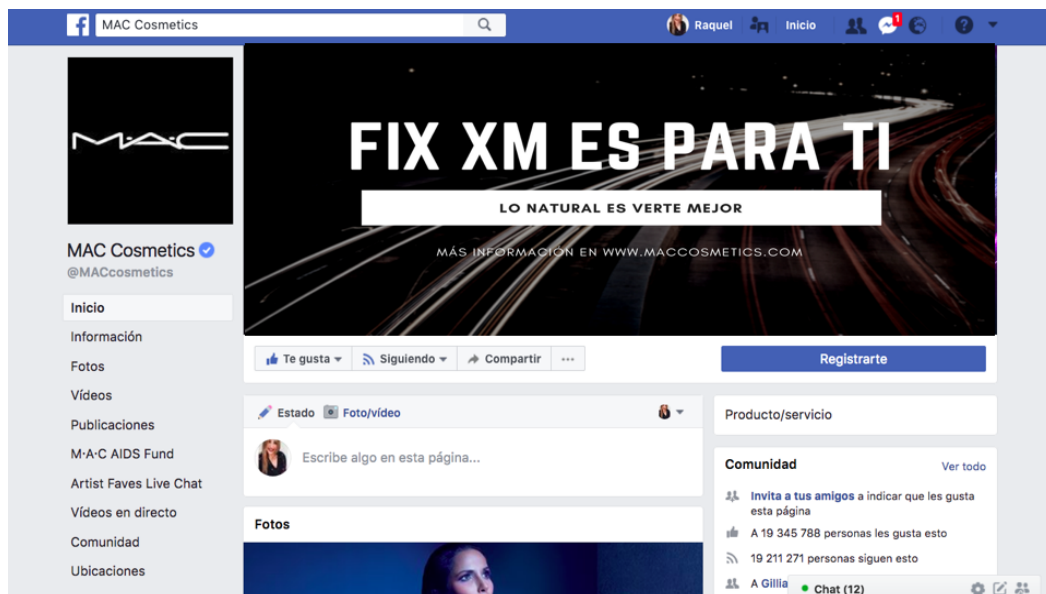 MAC Cosmetics
Raquel
Inicio
1
M·A·C
FIX XM ES PARA TI
LO NATURAL ES VERTE MEJOR
MÁS INFORMACIÓN EN WWW.MACCOSMETICS.COM
MAC Cosmetics
@MACcosmetics
Inicio
Información
Fotos
Vídeos
Publicaciones
M·A·C AIDS Fund
Artist Faves Live Chat
Vídeos en directo
Comunidad
Ubicaciones
Te gusta
Siguiendo
Compartir
Registrarte
Estado
Foto/vídeo
Escribe algo en esta página...
Fotos
Producto/servicio
Comunidad
Ver todo
Invita a tus amigos a indicar que les gusta
esta página
A 19 345 788 personas les gusta esto
19 211 271 personas siguen esto
A Gillia
Chat (12)